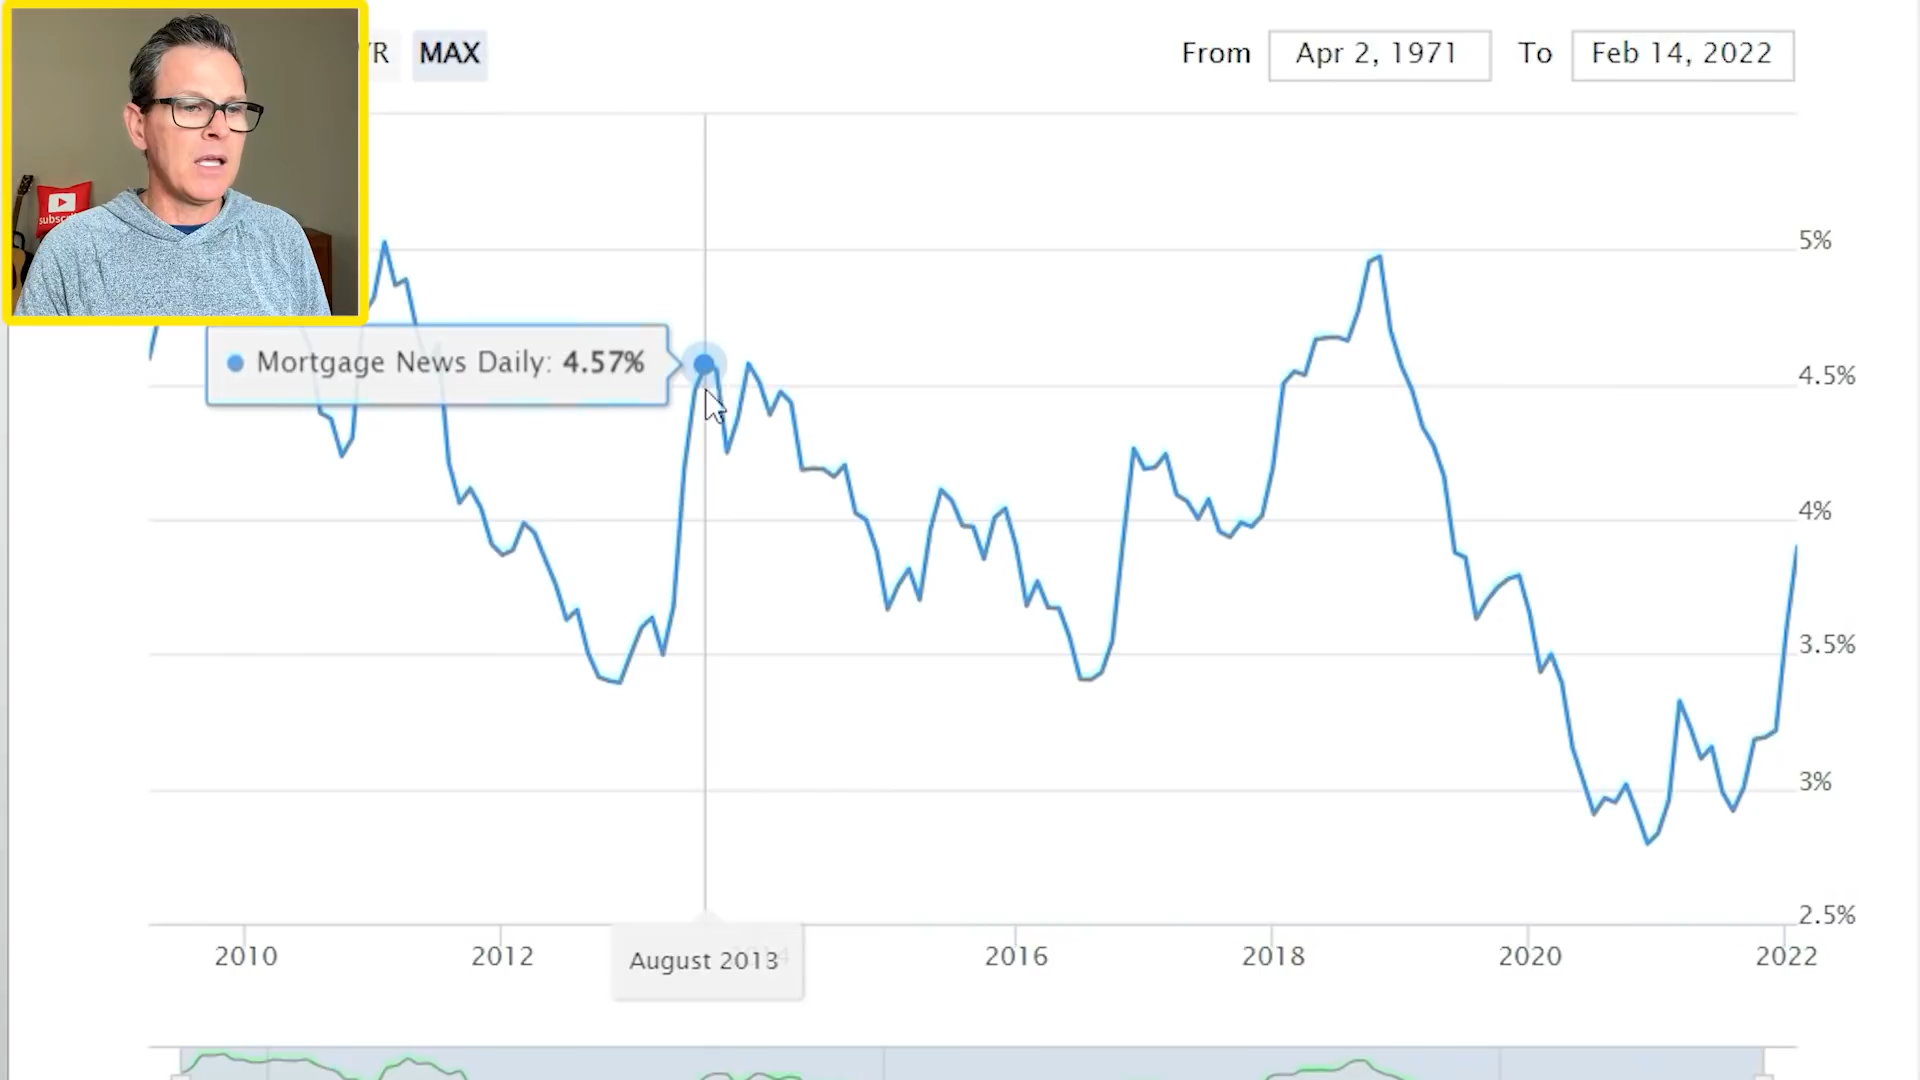 YR
MAX
From
Apr 2, 1971
To
Feb 14, 2022
Mortgage News Daily: 4.57%
5%
4.5%
4%
3.5%
3%
2.5%
2010
2012
August 2013
2016
2018
2020
2022